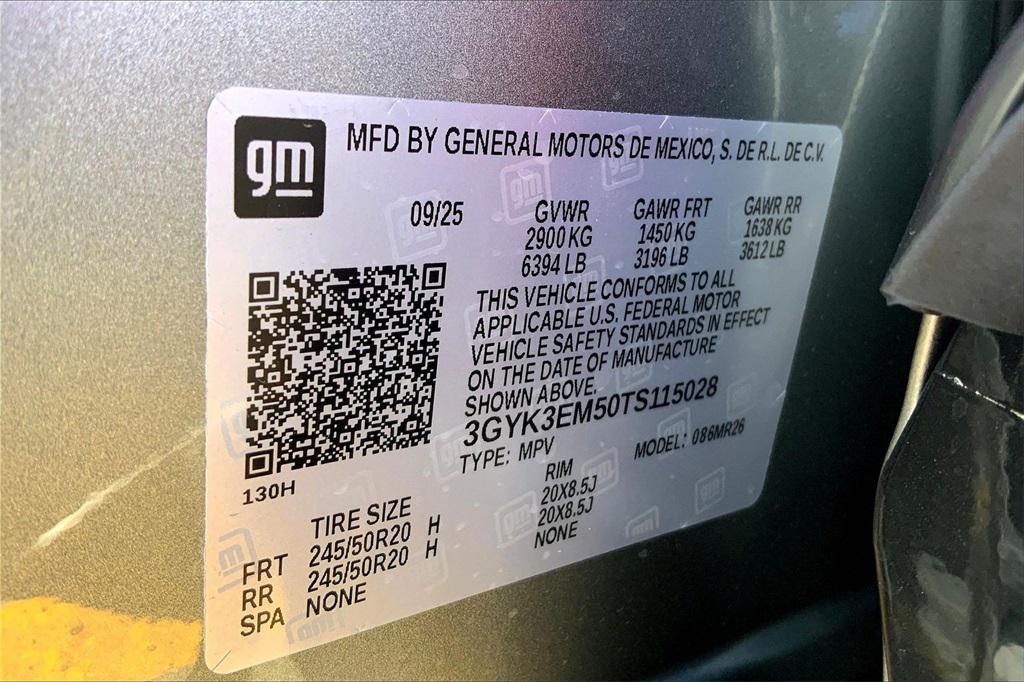 gm
MFD BY GENERAL MOTORS DE MEXICO, S. DE R.L. DE C.V.
09/25
GVWR GAWR FRT GAWR RR
2900 KG 1450 KG 1638 KG
6394 LB 3196 LB 3612 LB
THIS VEHICLE CONFORMS TO ALL
APPLICABLE U.S. FEDERAL MOTOR
VEHICLE SAFETY STANDARDS IN EFFECT
ON THE DATE OF MANUFACTURE
SHOWN ABOVE.
3GYK3EM50TS115028
TYPE: MPV MODEL: 086MR26
130H
TIRE SIZE RIM
FRT 245/50R20 H 20X8.5J
RR 245/50R20 H 20X8.5J
SPA NONE NONE